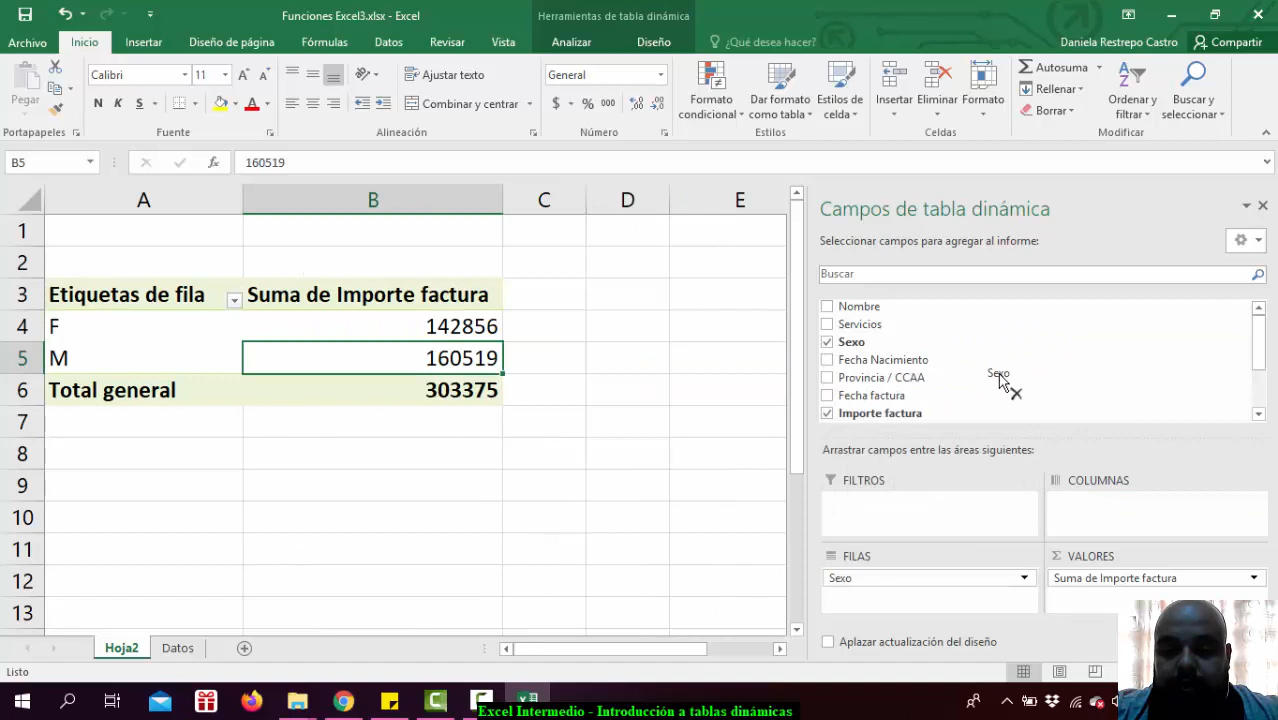 Funciones Excel3.xlsx - Excel
Herramientas de tabla dinámica
Archivo
Inicio
Insertar
Diseño de página
Fórmulas
Datos
Revisar
Vista
Analizar
Diseño
¿Qué desea hacer?
Daniela Restrepo Castro
Compartir
Pegar
Calibri
11
N K S
Ajustar texto
Combinar y centrar
General
$ % 000
Formato condicional
Dar formato como tabla
Estilos de celda
Insertar
Eliminar
Formato
Autosuma
Rellenar
Borrar
Ordenar y filtrar
Buscar y seleccionar
Portapapeles
Fuente
Alineación
Número
Estilos
Celdas
Modificar
B5
fx
160519
A B C D E
1
2
3 Etiquetas de fila Suma de Importe factura
4 F 142856
5 M 160519
6 Total general 303375
7
8
9
10
11
12
13
Campos de tabla dinámica
Seleccionar campos para agregar al informe:
Buscar
Nombre
Servicios
Sexo
Fecha Nacimiento
Sexo
Provincia / CCAA
Fecha factura
Importe factura
Arrastrar campos entre las áreas siguientes:
FILTROS
COLUMNAS
FILAS
VALORES
Sexo
Suma de Importe factura
Aplazar actualización del diseño
Hoja2
Datos
Listo
Excel Intermedio - Introducción a tablas dinámicas